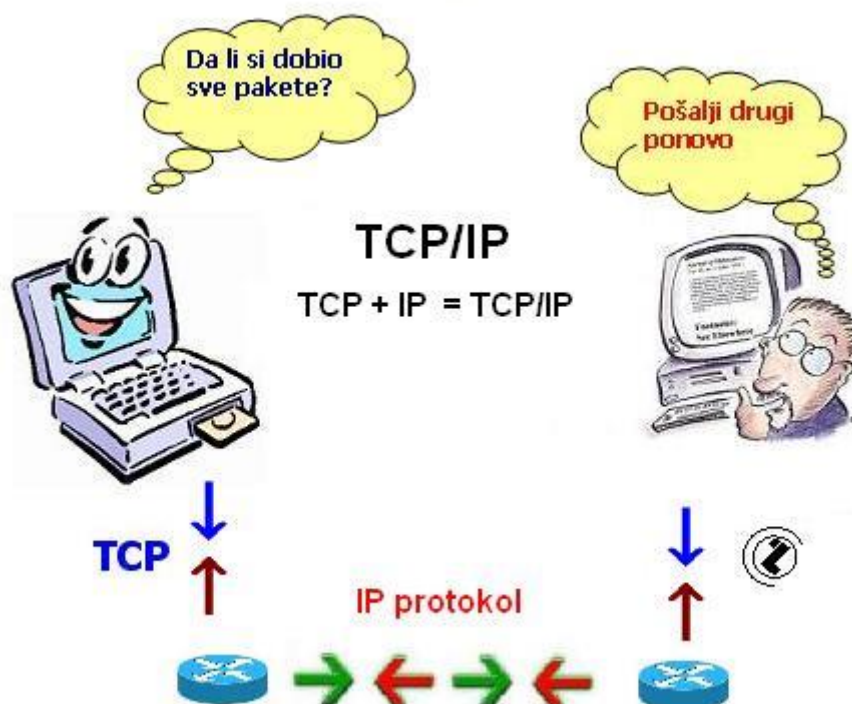 Da li si dobio
sve pakete?
Pošalji drugi
ponovo
TCP/IP
TCP + IP = TCP/IP
TCP
IP protokol